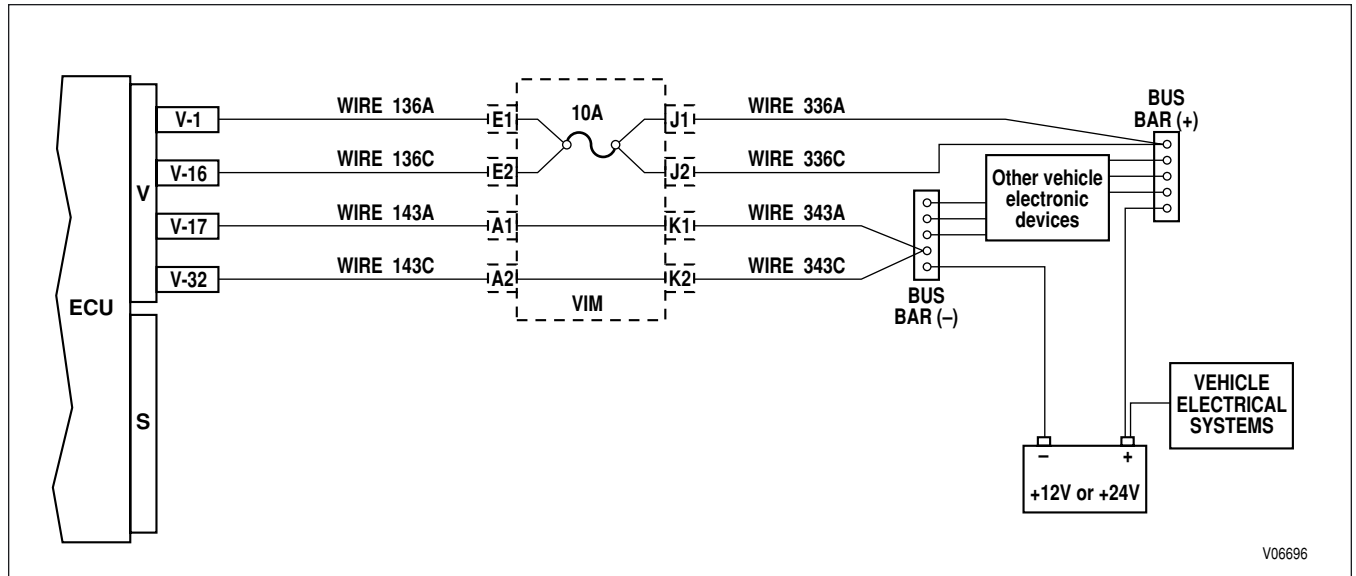 WIRE 136A
10A
WIRE 336A
BUS
BAR (+)
V-1
E1
J1
V-16
WIRE 136C
E2
J2
WIRE 336C
V
Other vehicle
electronic
devices
V-17
WIRE 143A
A1
K1
WIRE 343A
V-32
WIRE 143C
A2
K2
WIRE 343C
ECU
VIM
BUS
BAR (–)
S
VEHICLE
ELECTRICAL
SYSTEMS
– +
+12V or +24V
V06696